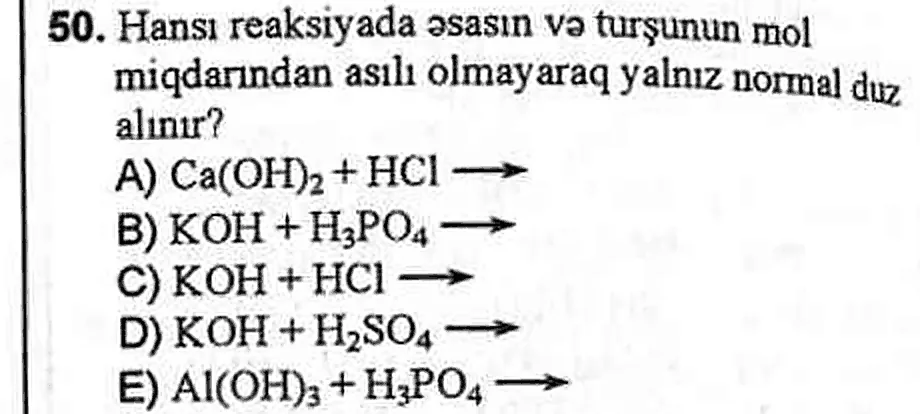 50. Hansı reaksiyada əsasın və turşunun mol
miqdarından asılı olmayaraq yalnız normal duz
alınır?
A) Ca(OH)₂ + HCl ⟶
B) KOH + H₃PO₄ ⟶
C) KOH + HCl ⟶
D) KOH + H₂SO₄ ⟶
E) Al(OH)₃ + H₃PO₄ ⟶